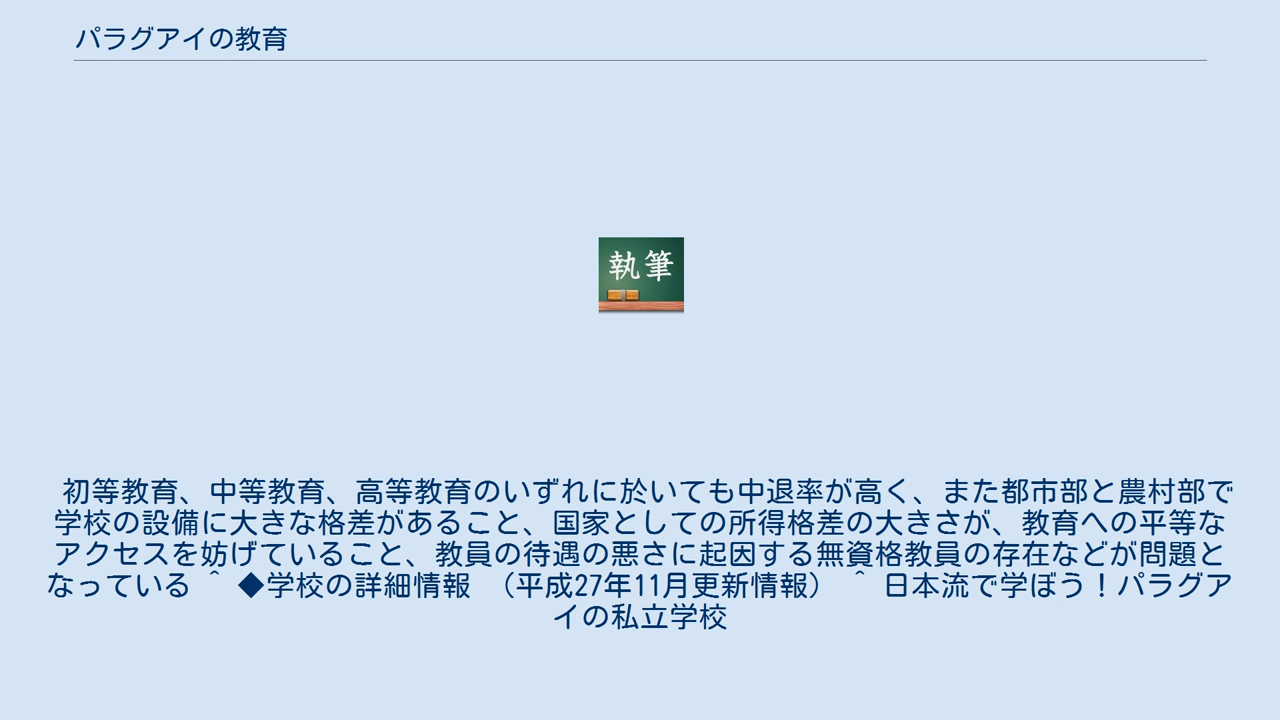 パラグアイの教育
執筆
初等教育、中等教育、高等教育のいずれに於いても中退率が高く、また都市部と農村部で
学校の設備に大きな格差があること、国家としての所得格差の大きさが、教育への平等な
アクセスを妨げていること、教員の待遇の悪さに起因する無資格教員の存在などが問題と
なっている ^ ◆学校の詳細情報 （平成27年11月更新情報） ^ 日本流で学ぼう！パラグア
イの私立学校